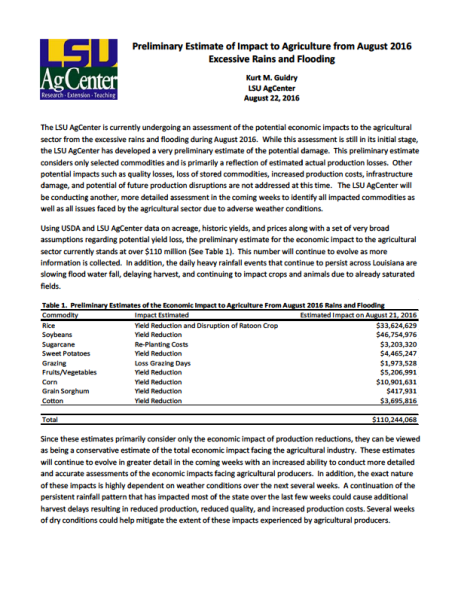 LSU
AgCenter
Research · Extension · Teaching
Preliminary Estimate of Impact to Agriculture from August 2016
Excessive Rains and Flooding
Kurt M. Guidry
LSU AgCenter
August 22, 2016
The LSU AgCenter is currently undergoing an assessment of the potential economic impacts to the agricultural
sector from the excessive rains and flooding during August 2016. While this assessment is still in its initial stage,
the LSU AgCenter has developed a very preliminary estimate of the potential damage. This preliminary estimate
considers only selected commodities and is primarily a reflection of estimated actual production losses. Other
potential impacts such as quality losses, loss of stored commodities, increased production costs, infrastructure
damage, and potential of future production disruptions are not addressed at this time. The LSU AgCenter will
be conducting another, more detailed assessment in the coming weeks to identify all impacted commodities as
well as all issues faced by the agricultural sector due to adverse weather conditions.
Using USDA and LSU AgCenter data on acreage, historic yields, and prices along with a set of very broad
assumptions regarding potential yield loss, the preliminary estimate for the economic impact to the agricultural
sector currently stands at over $110 million (See Table 1). This number will continue to evolve as more
information is collected. In addition, the daily heavy rainfall events that continue to persist across Louisiana are
slowing flood water fall, delaying harvest, and continuing to impact crops and animals due to already saturated
fields.
Table 1. Preliminary Estimates of the Economic Impact to Agriculture From August 2016 Rains and Flooding
Commodity Impact Estimated Estimated Impact on August 21, 2016
Rice Yield Reduction and Disruption of Ratoon Crop $33,624,629
Soybeans Yield Reduction $46,754,976
Sugarcane Re-Planting Costs $3,203,320
Sweet Potatoes Yield Reduction $4,465,247
Grazing Loss Grazing Days $1,973,528
Fruits/Vegetables Yield Reduction $5,206,991
Corn Yield Reduction $10,901,631
Grain Sorghum Yield Reduction $417,931
Cotton Yield Reduction $3,695,816
Total $110,244,068
Since these estimates primarily consider only the economic impact of production reductions, they can be viewed
as being a conservative estimate of the total economic impact facing the agricultural industry. These estimates
will continue to evolve in greater detail in the coming weeks with an increased ability to conduct more detailed
and accurate assessments of the economic impacts facing agricultural producers. In addition, the exact nature
of these impacts is highly dependent on weather conditions over the next several weeks. A continuation of the
persistent rainfall pattern that has impacted most of the state over the last few weeks could cause additional
harvest delays resulting in reduced production, reduced quality, and increased production costs. Several weeks
of dry conditions could help mitigate the extent of these impacts experienced by agricultural producers.